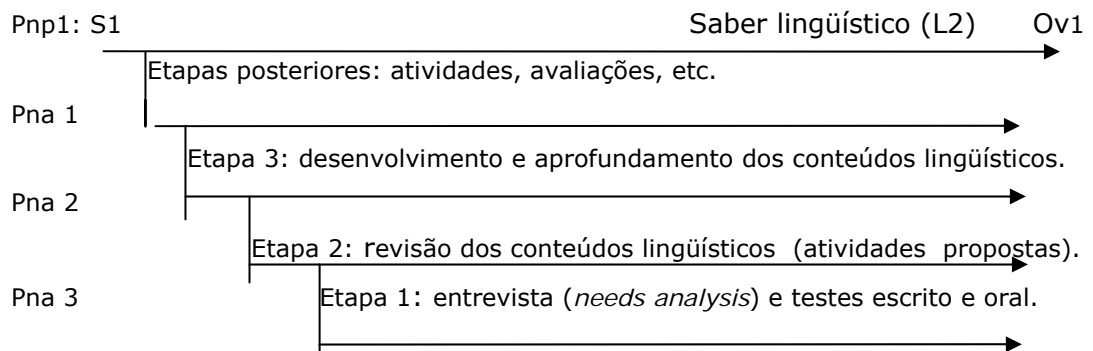 Pnp1: S1 Saber lingüístico (L2) Ov1
Etapas posteriores: atividades, avaliações, etc.
Pna 1
Etapa 3: desenvolvimento e aprofundamento dos conteúdos lingüísticos.
Pna 2
Etapa 2: revisão dos conteúdos lingüísticos (atividades propostas).
Pna 3 Etapa 1: entrevista (needs analysis) e testes escrito e oral.